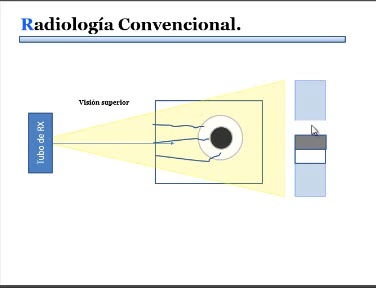 Radiología Convencional.
Visión superior
Tubo de RX